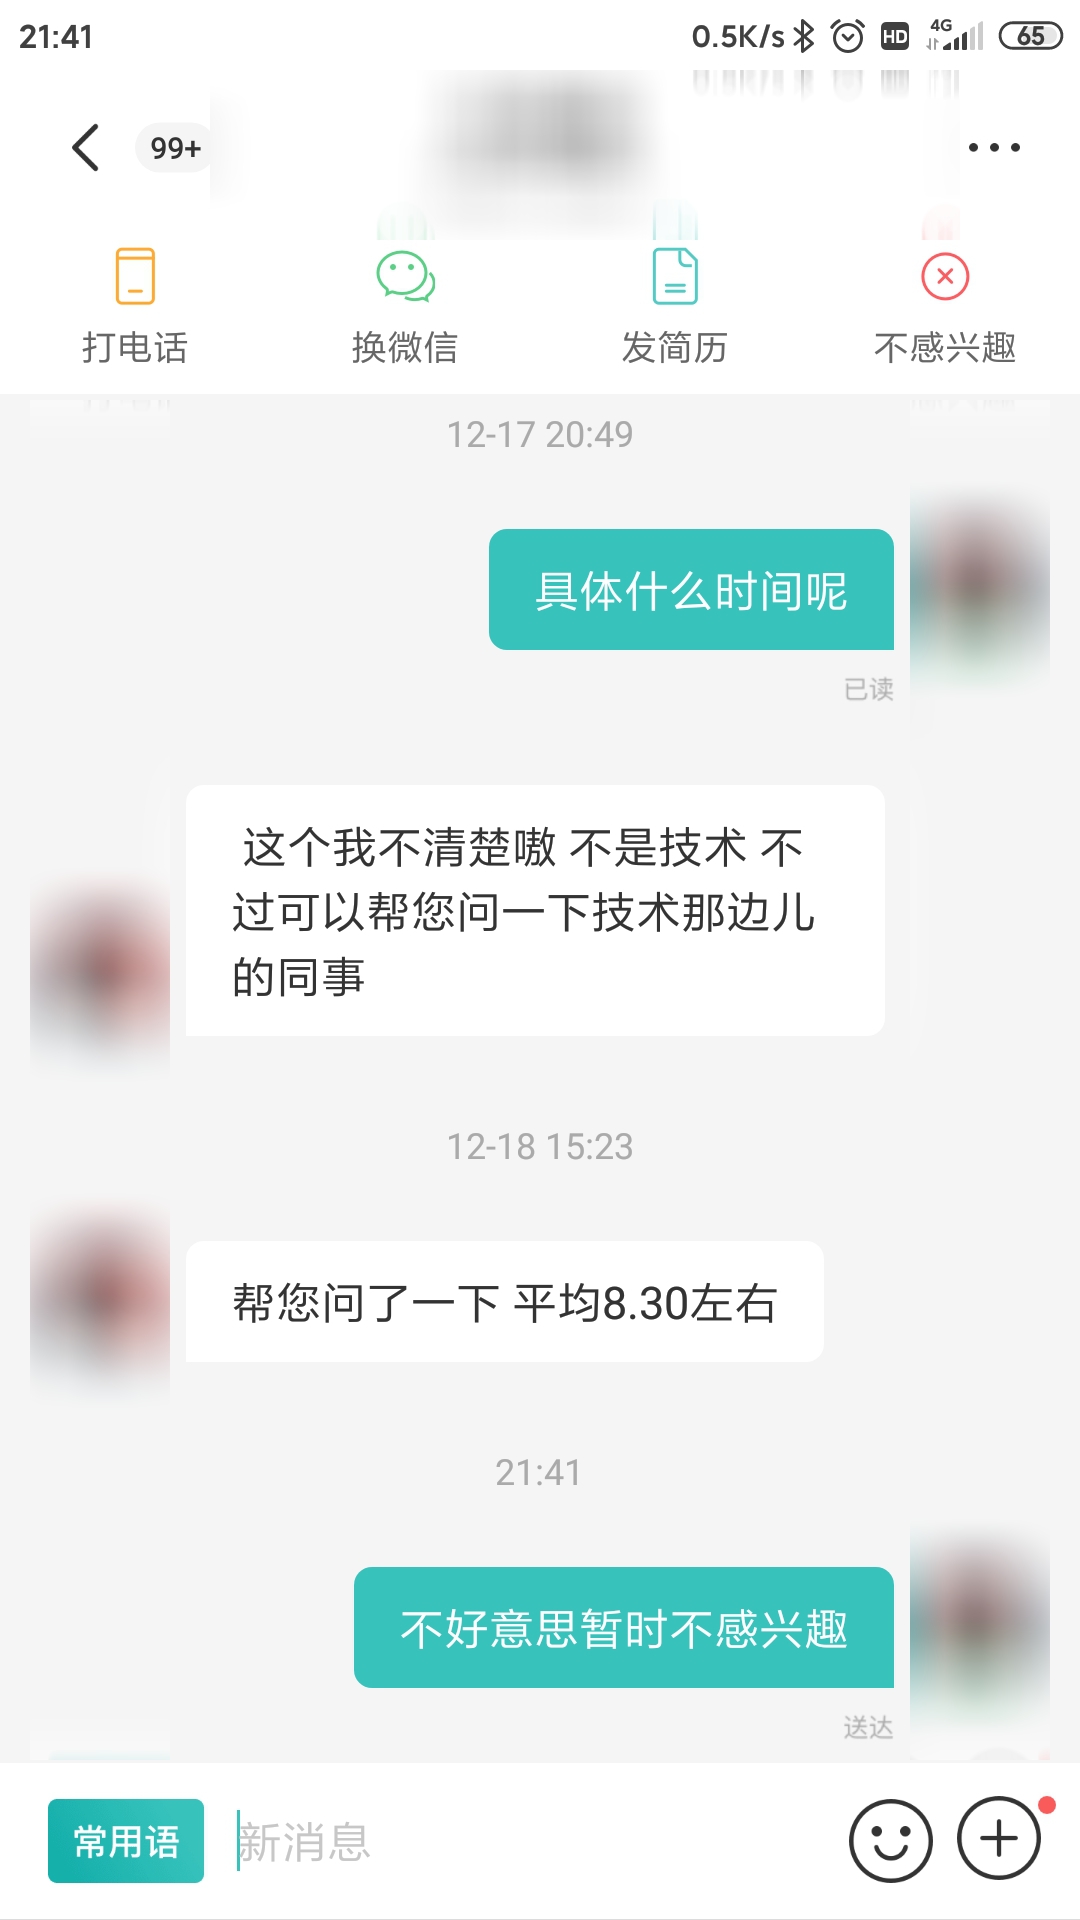 21:41
0.5K/s
HD
4G
65
99+
打电话
换微信
发简历
不感兴趣
12-17 20:49
具体什么时间呢
已读
这个我不清楚嗷 不是技术 不
过可以帮您问一下技术那边儿
的同事
12-18 15:23
帮您问了一下 平均8.30左右
21:41
不好意思暂时不感兴趣
送达
常用语
新消息